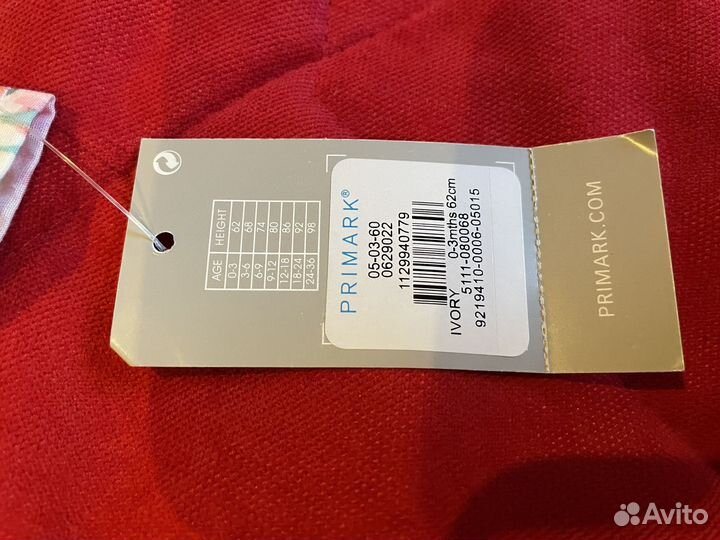 AGE HEIGHT
0-3 62
3-6 68
6-9 74
9-12 80
12-18 86
18-24 92
24-36 98
PRIMARK®
05-03-60
0629022
1129940779
IVORY 0-3mths 62cm
5111-080068
9219410-0006-05015
PRIMARK.COM
Avito